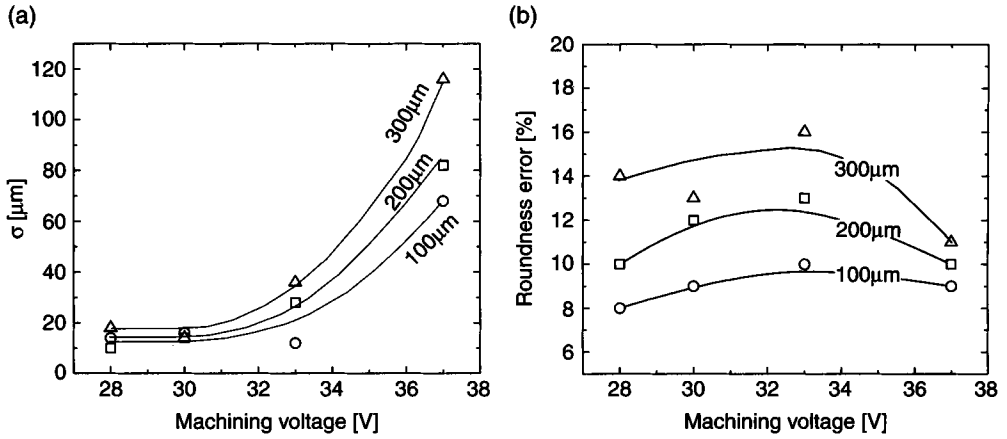 (a)
120
100
80
60
40
20
0
σ [μm]
300μm
200μm
100μm
28
30
32
34
36
38
Machining voltage [V]
(b)
20
18
16
14
12
10
8
6
Roundness error [%]
300μm
200μm
100μm
28
30
32
34
36
38
Machining voltage [V]